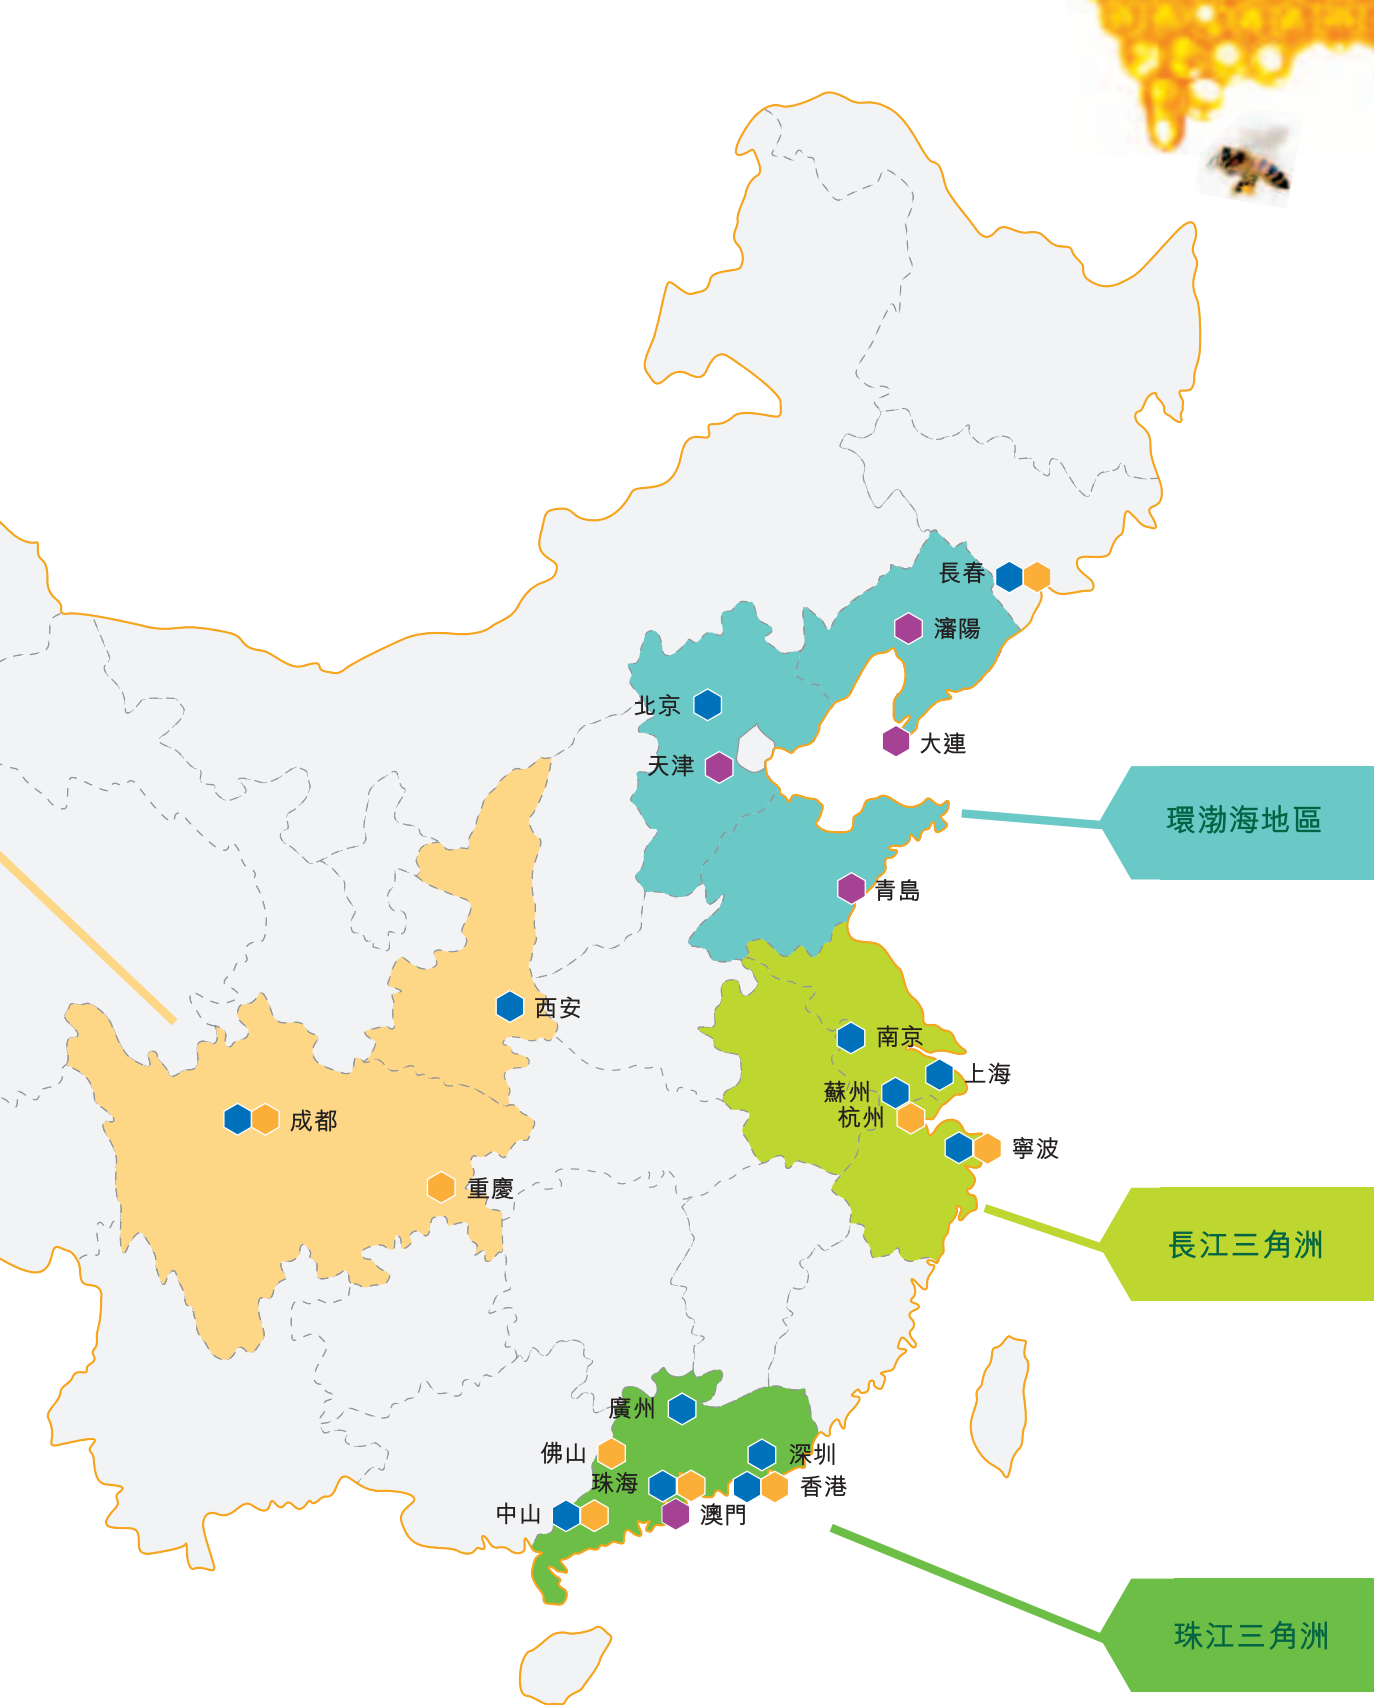 長春
瀋陽
北京
大連
天津
環渤海地區
青島
西安
南京
上海
蘇州
杭州
成都
寧波
重慶
長江三角洲
廣州
佛山
深圳
珠海
香港
中山
澳門
珠江三角洲